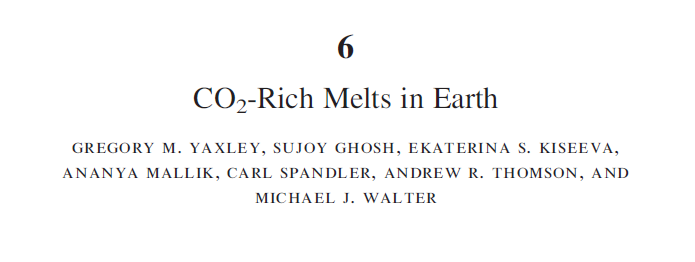 6
CO₂-Rich Melts in Earth
GREGORY M. YAXLEY, SUJOY GHOSH, EKATERINA S. KISEEVA,
ANANYA MALLIK, CARL SPANDLER, ANDREW R. THOMSON, AND
MICHAEL J. WALTER